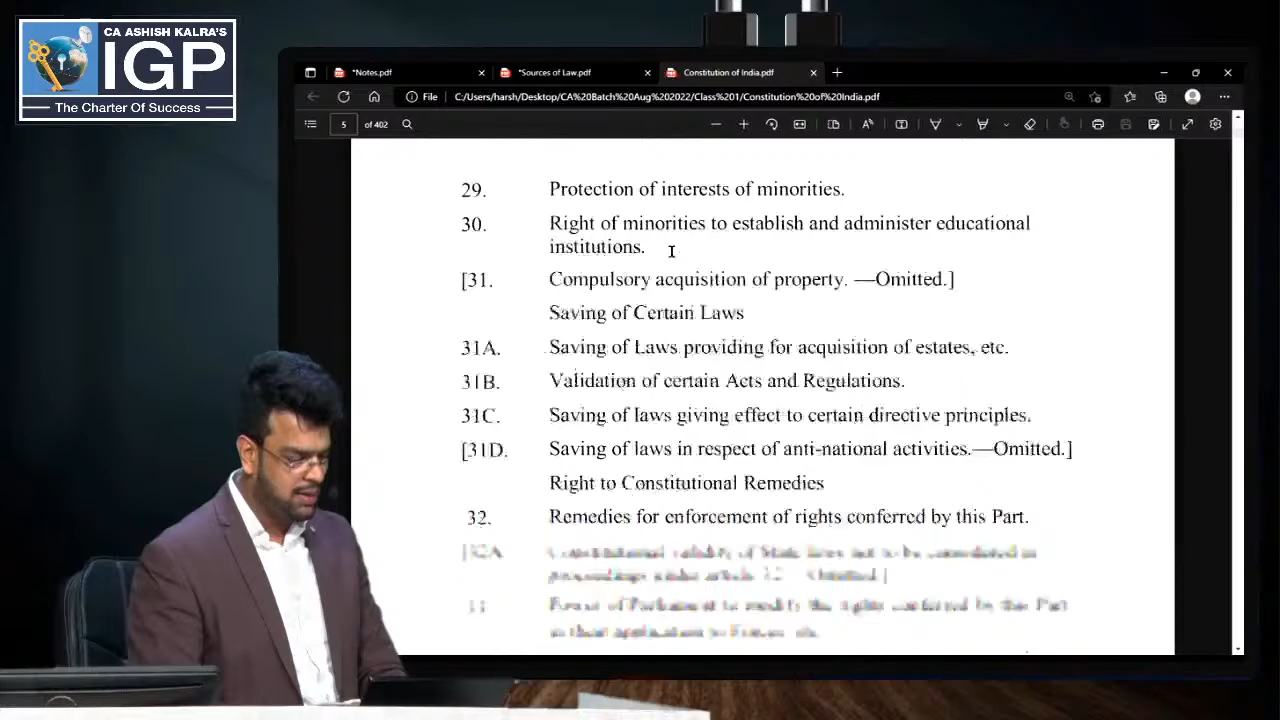 CA ASHISH KALRA'S
IGP
The Charter Of Success
*Notes.pdf
*Sources of Law.pdf
Constitution of India.pdf
File
C:/Users/harsh/Desktop/CA%20Batch%20Aug%202022/Class%201/Constitution%20of%20India.pdf
5 of 402
29. Protection of interests of minorities.
30. Right of minorities to establish and administer educational
institutions.
[31. Compulsory acquisition of property. —Omitted.]
Saving of Certain Laws
31A. Saving of Laws providing for acquisition of estates, etc.
31B. Validation of certain Acts and Regulations.
31C. Saving of laws giving effect to certain directive principles.
[31D. Saving of laws in respect of anti-national activities.—Omitted.]
Right to Constitutional Remedies
32. Remedies for enforcement of rights conferred by this Part.